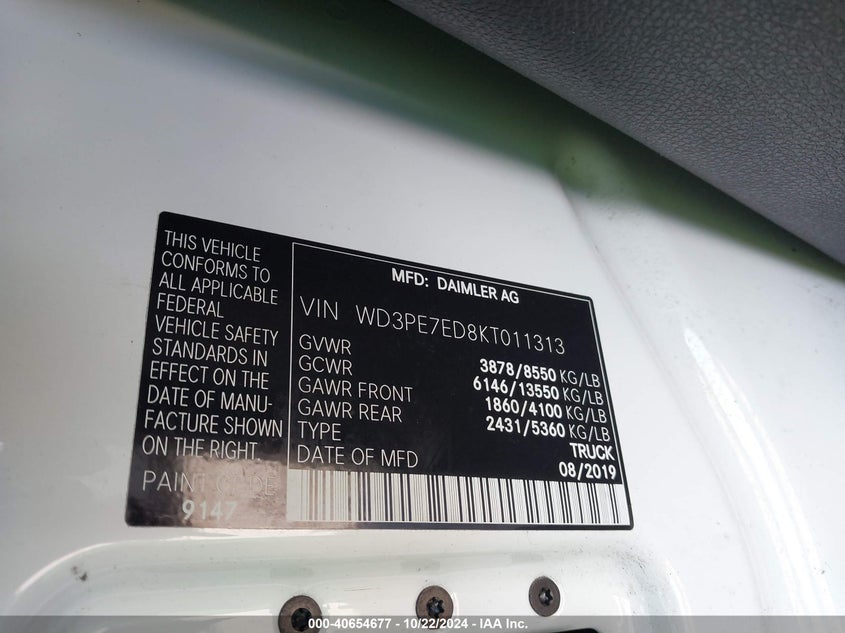 THIS VEHICLE
CONFORMS TO
ALL APPLICABLE
FEDERAL
VEHICLE SAFETY
STANDARDS IN
EFFECT ON THE
DATE OF MANU-
FACTURE SHOWN
ON THE RIGHT.
PAINT CODE
9147
MFD: DAIMLER AG
VIN WD3PE7ED8KT011313
GVWR 3878/8550 KG/LB
GCWR 6146/13550 KG/LB
GAWR FRONT 1860/4100 KG/LB
GAWR REAR 2431/5360 KG/LB
TYPE TRUCK
DATE OF MFD 08/2019
000-40654677 - 10/22/2024 - IAA Inc.